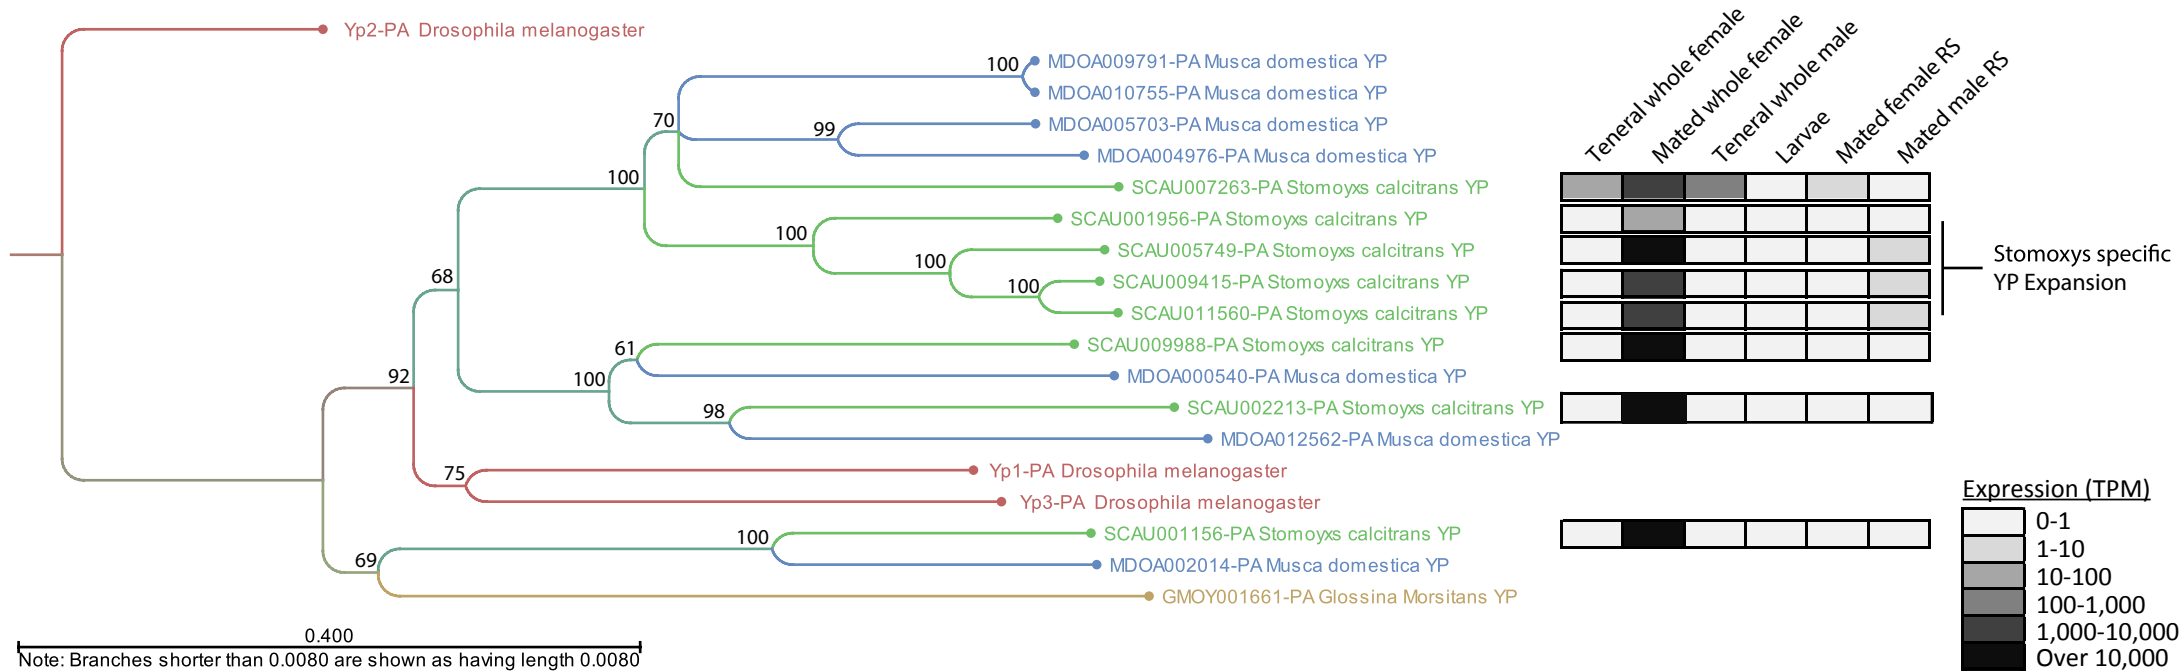 Yp2-PA Drosophila melanogaster
MDOA009791-PA Musca domestica YP
MDOA010755-PA Musca domestica YP
MDOA005703-PA Musca domestica YP
MDOA004976-PA Musca domestica YP
SCAU007263-PA Stomoyxs calcitrans YP
SCAU001956-PA Stomoyxs calcitrans YP
SCAU005749-PA Stomoyxs calcitrans YP
SCAU009415-PA Stomoyxs calcitrans YP
SCAU011560-PA Stomoyxs calcitrans YP
SCAU009988-PA Stomoyxs calcitrans YP
MDOA000540-PA Musca domestica YP
SCAU002213-PA Stomoyxs calcitrans YP
MDOA012562-PA Musca domestica YP
Yp1-PA Drosophila melanogaster
Yp3-PA Drosophila melanogaster
SCAU001156-PA Stomoyxs calcitrans YP
MDOA002014-PA Musca domestica YP
GMOY001661-PA Glossina Morsitans YP
100
99
70
100
100
100
100
68
61
100
98
92
75
100
69
0.400
Note: Branches shorter than 0.0080 are shown as having length 0.0080
Teneral whole female
Mated whole female
Teneral whole male
Larvae
Mated female RS
Mated male RS
Stomoxys specific
YP Expansion
Expression (TPM)
0-1
1-10
10-100
100-1,000
1,000-10,000
Over 10,000